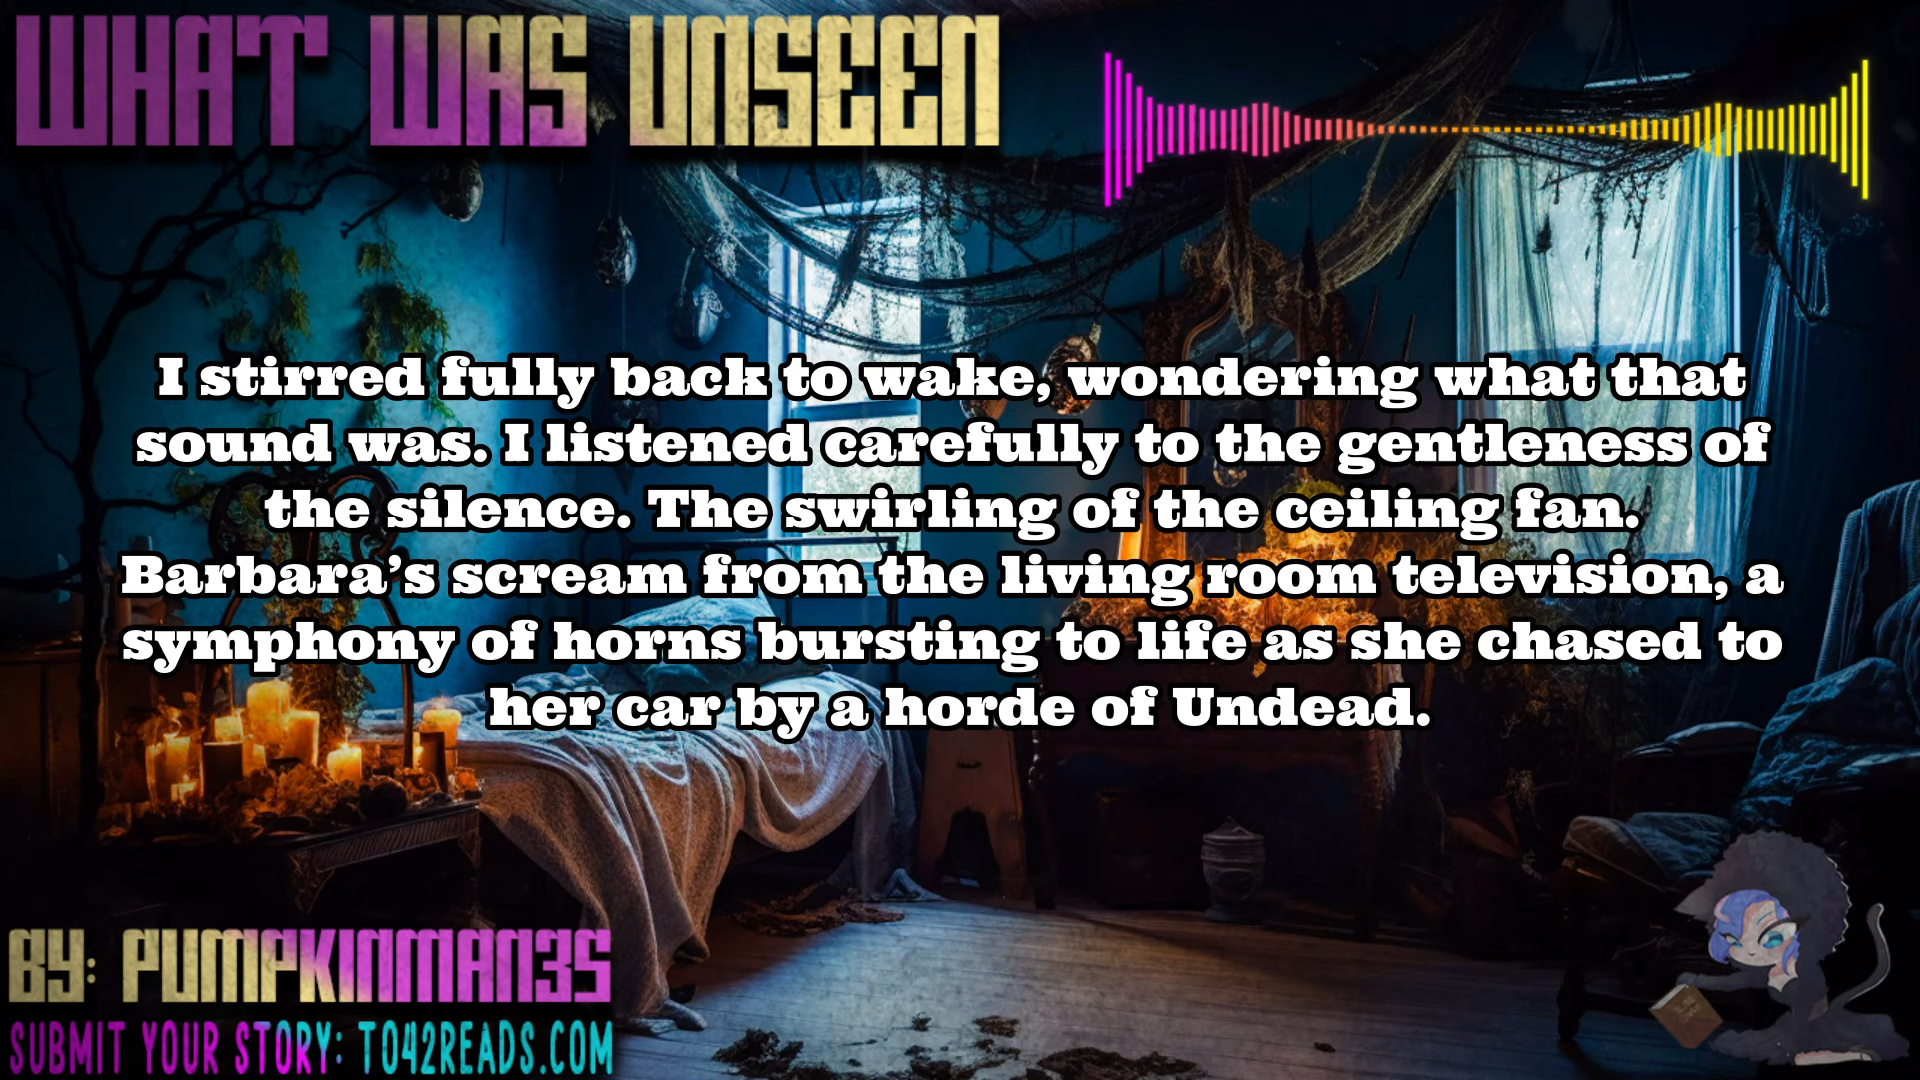 WHAT WAS UNSEEN
I stirred fully back to wake, wondering what that
sound was. I listened carefully to the gentleness of
the silence. The swirling of the ceiling fan.
Barbara’s scream from the living room television, a
symphony of horns bursting to life as she chased to
her car by a horde of Undead.
BY: PUMPKINMAN35
SUBMIT YOUR STORY: TO42READS.COM